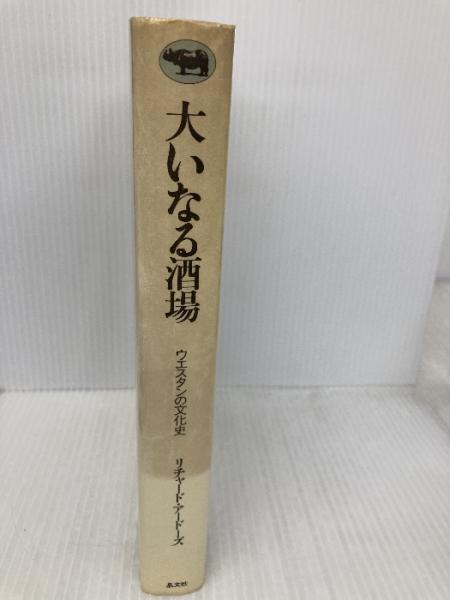 大いなる酒場
ウエスタンの文化史
リチャード・アードーズ
晶文社